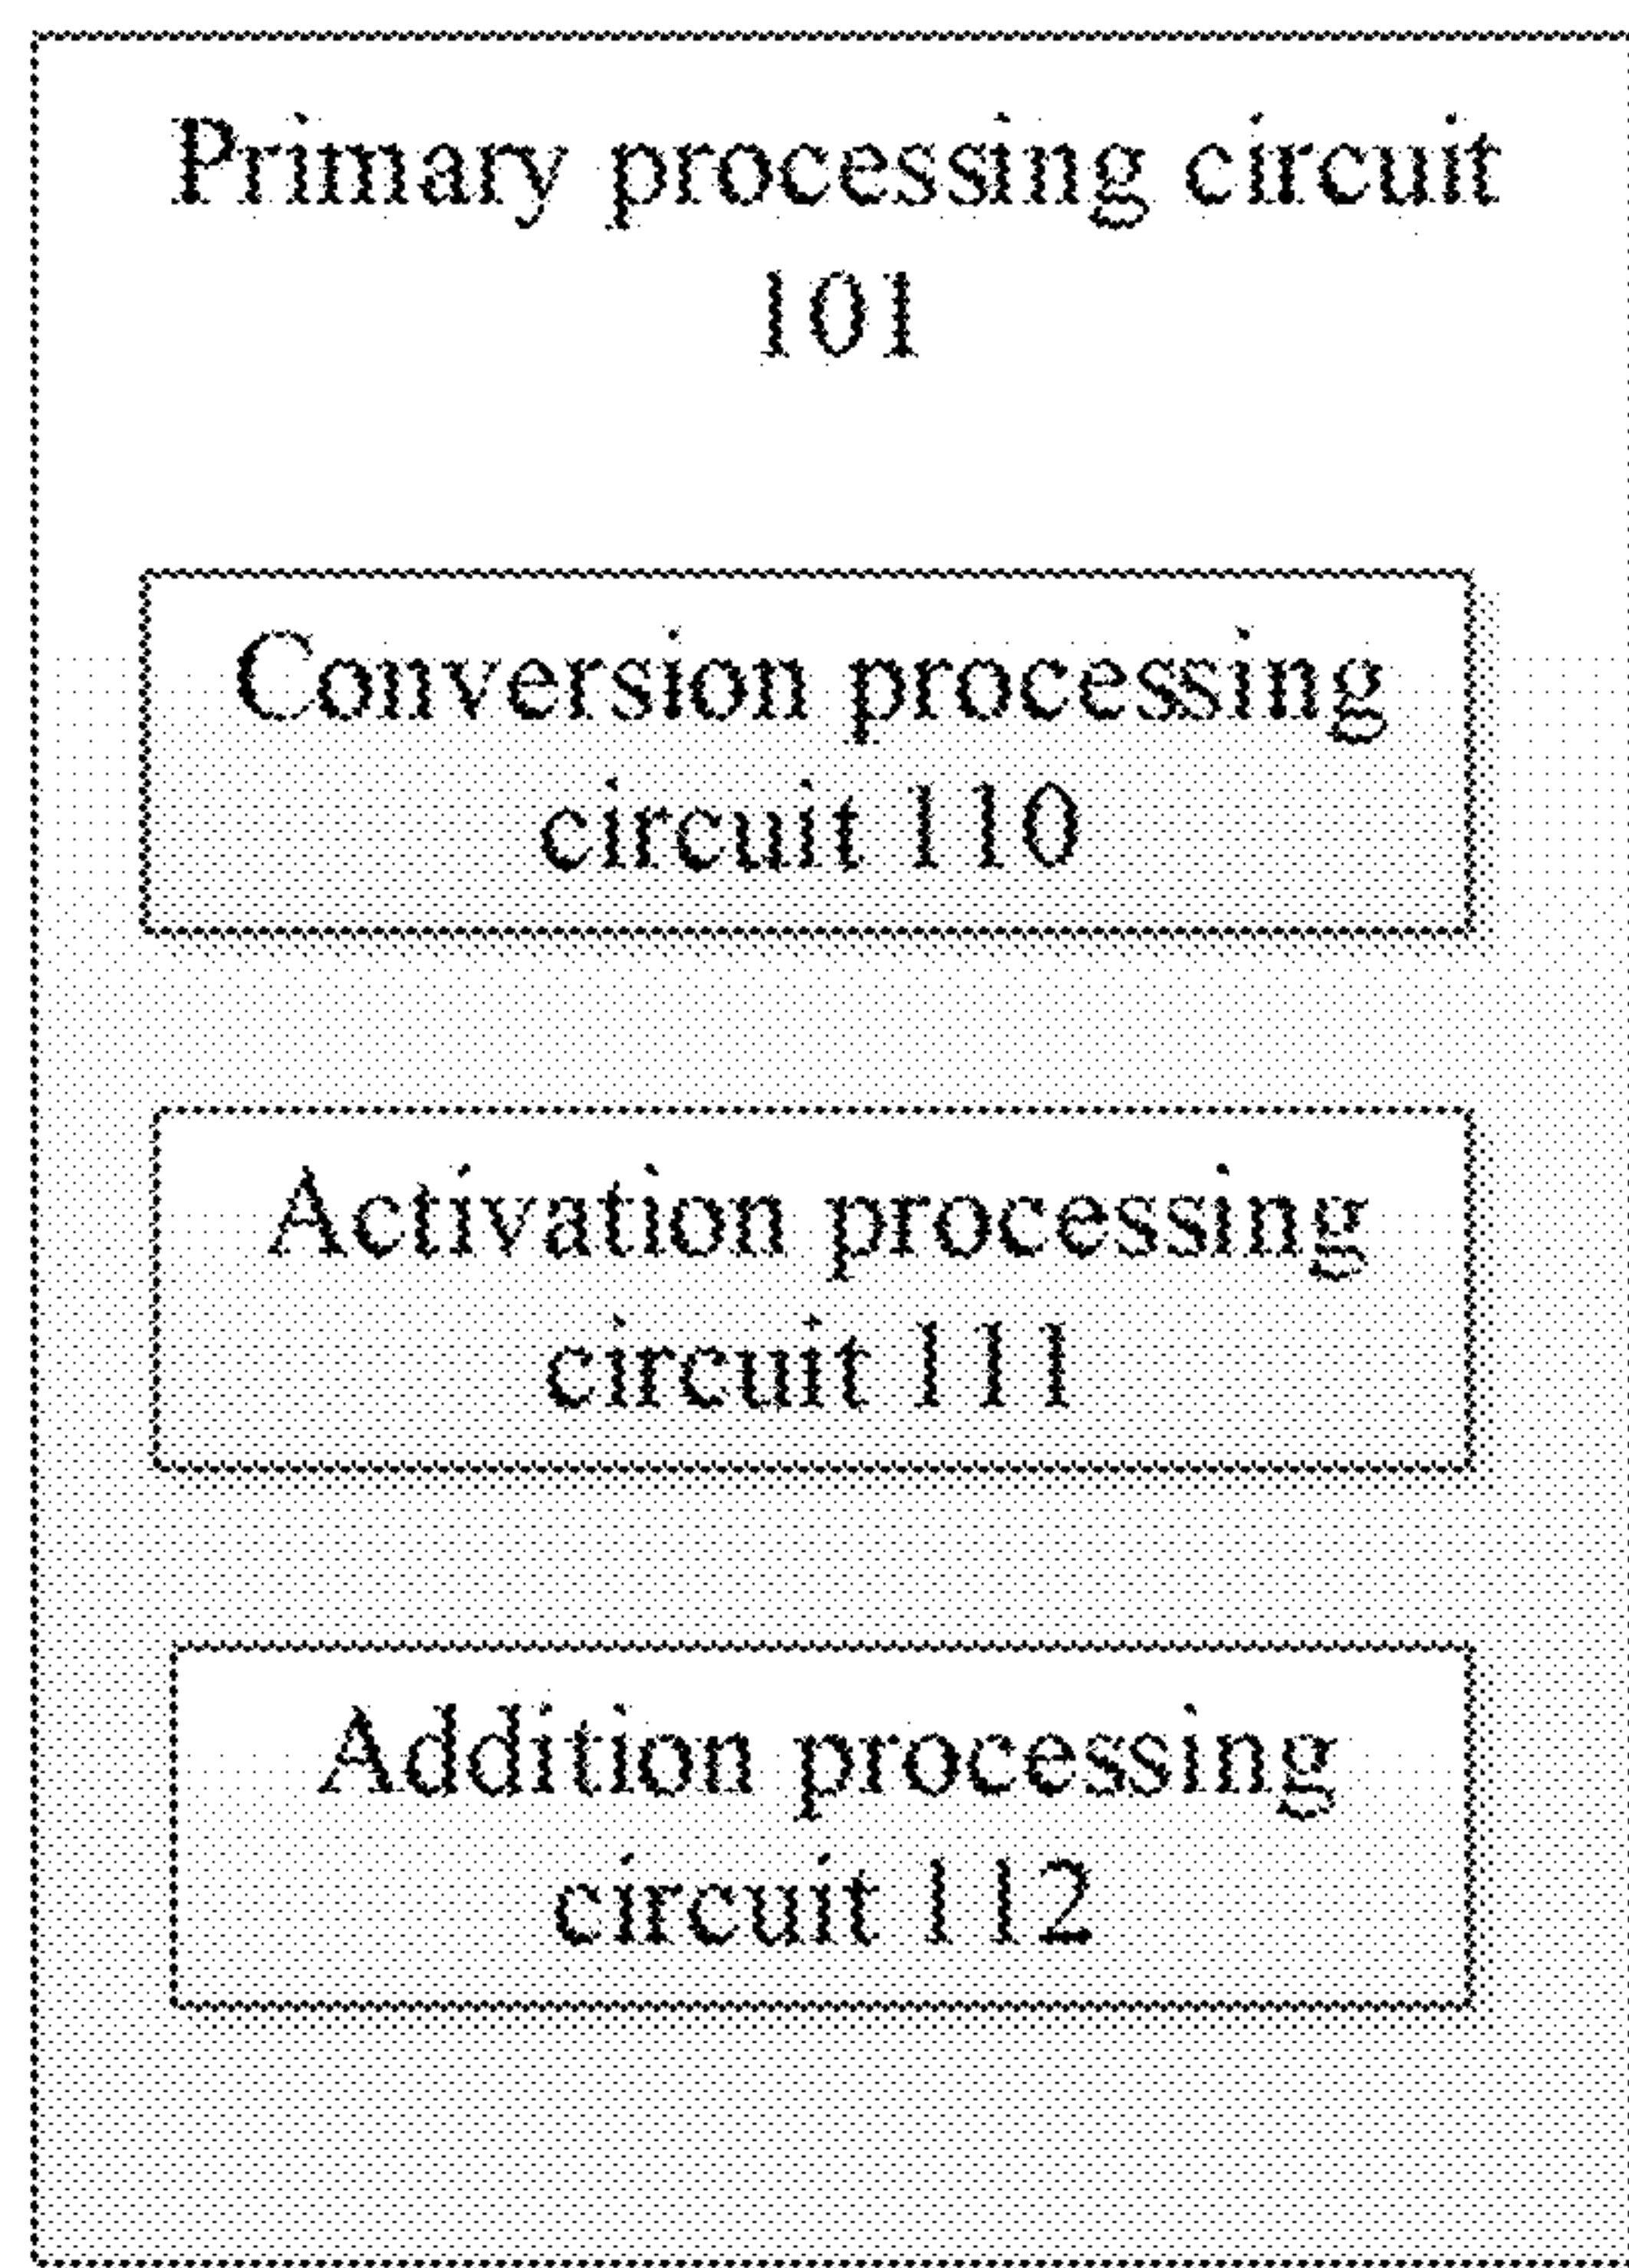 Primary processing circuit
101
Conversion processing
circuit 110
Activation processing
circuit 111
Addition processing
circuit 112